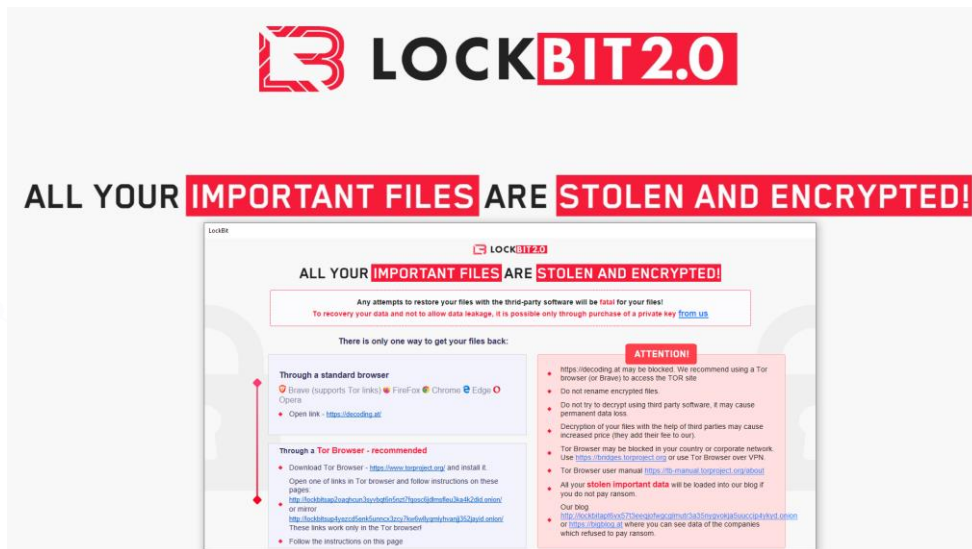 LOCKBIT 2.0
ALL YOUR IMPORTANT FILES ARE STOLEN AND ENCRYPTED!
LockBit
LOCKBIT 2.0
ALL YOUR IMPORTANT FILES ARE STOLEN AND ENCRYPTED!
Any attempts to restore your files with the thrid-party software will be fatal for your files!
To recovery your data and not to allow data leakage, it is possible only through purchase of a private key from us
There is only one way to get your files back:
Through a standard browser
Brave (supports Tor links) FireFox Chrome Edge
Opera
Open link - https://decoding.at/
Through a Tor Browser - recommended
Download Tor Browser - https://www.torproject.org/ and install it.
Open one of links in Tor browser and follow instructions on these
pages:
or mirror
These links work only in the Tor browser!
Follow the instructions on this page
ATTENTION!
https://decoding.at may be blocked. We recommend using a Tor
browser (or Brave) to access the TOR site
Do not rename encrypted files.
Do not try to decrypt using third party software, it may cause
permanent data loss.
Decryption of your files with the help of third parties may cause
increased price (they add their fee to our).
Tor Browser may be blocked in your country or corporate network.
Use https://bridges.torproject.org or use Tor Browser over VPN.
Tor Browser user manual https://tb-manual.torproject.org/about
All your stolen important data will be loaded into our blog if
you do not pay ransom.
Our blog
or https://bigblog.at where you can see data of the companies
which refused to pay ransom.